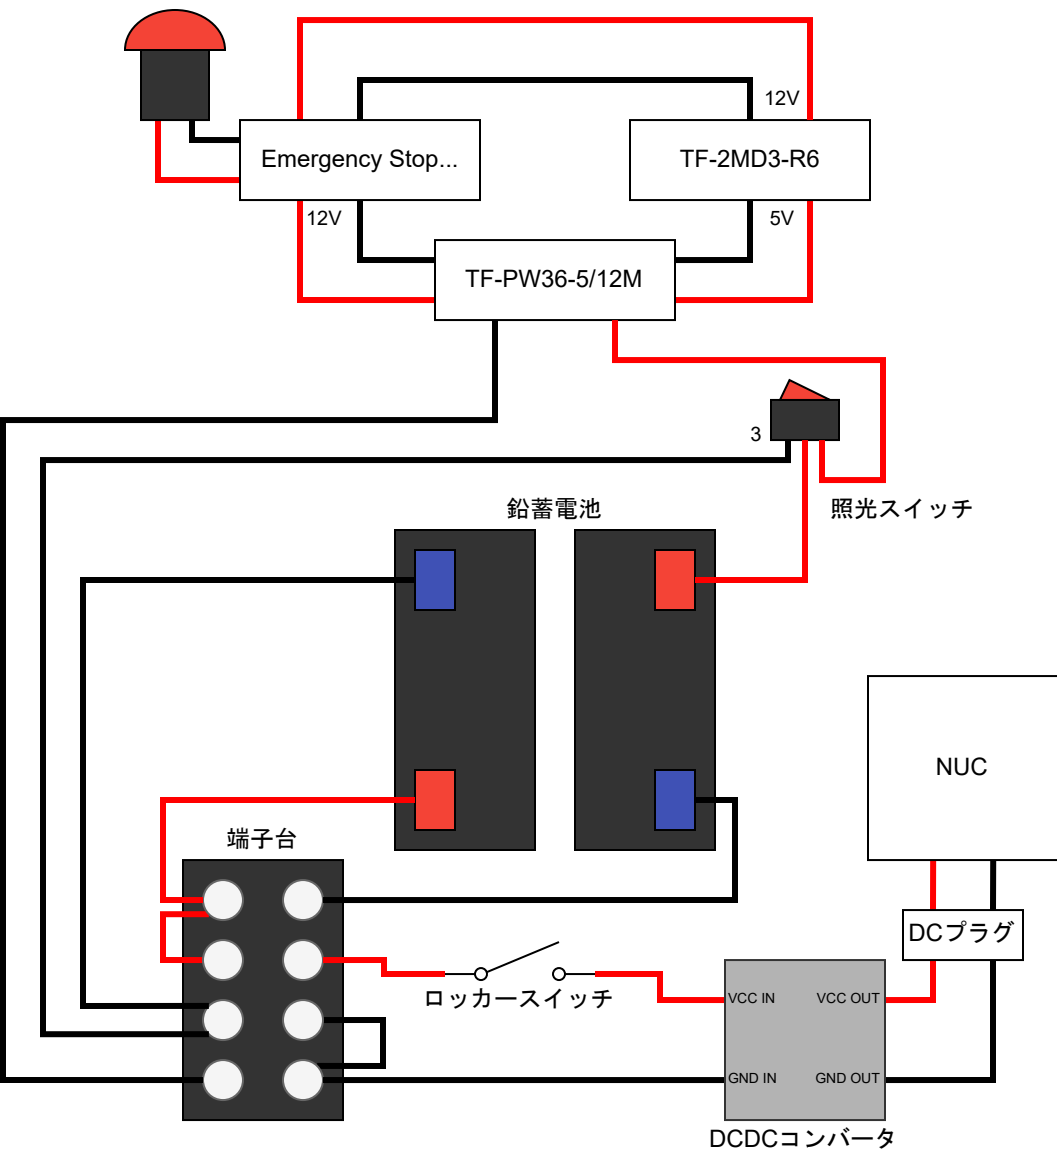 12V
Emergency Stop...
TF-2MD3-R6
12V
5V
TF-PW36-5/12M
3
鉛蓄電池
照光スイッチ
NUC
端子台
DCプラグ
ロッカースイッチ
VCC IN
VCC OUT
GND IN
GND OUT
DCDCコンバータ